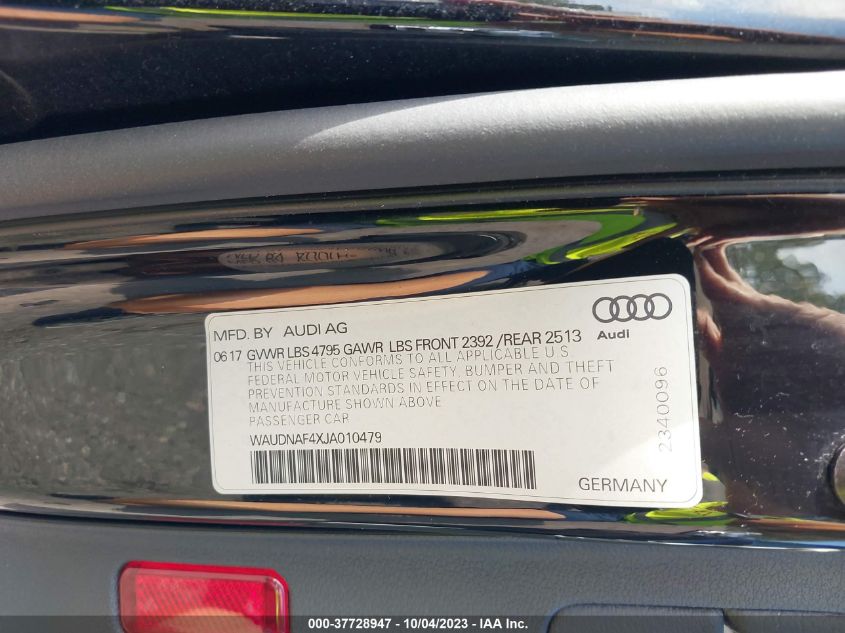 MFD. BY AUDI AG
Audi
06 17 GVWR LBS 4795 GAWR LBS FRONT 2392 /REAR 2513
THIS VEHICLE CONFORMS TO ALL APPLICABLE U S
FEDERAL MOTOR VEHICLE SAFETY, BUMPER AND THEFT
PREVENTION STANDARDS IN EFFECT ON THE DATE OF
MANUFACTURE SHOWN ABOVE
PASSENGER CAR
WAUDNAF4XJA010479
2340096
GERMANY
000-37728947 - 10/04/2023 - IAA Inc.